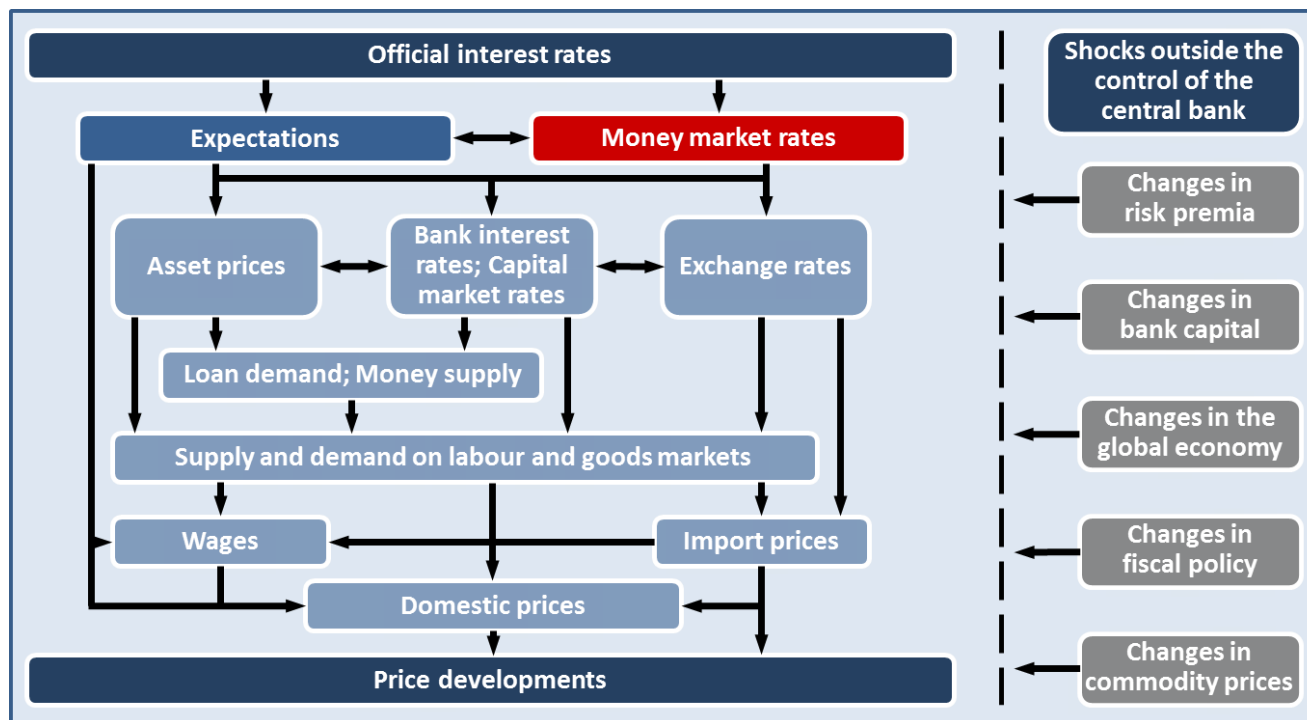 Official interest rates
Shocks outside the
control of the
central bank
Expectations
Money market rates
Changes in
risk premia
Asset prices
Bank interest
rates; Capital
market rates
Exchange rates
Changes in
bank capital
Loan demand; Money supply
Changes in the
global economy
Supply and demand on labour and goods markets
Wages
Import prices
Changes in
fiscal policy
Domestic prices
Price developments
Changes in
commodity prices